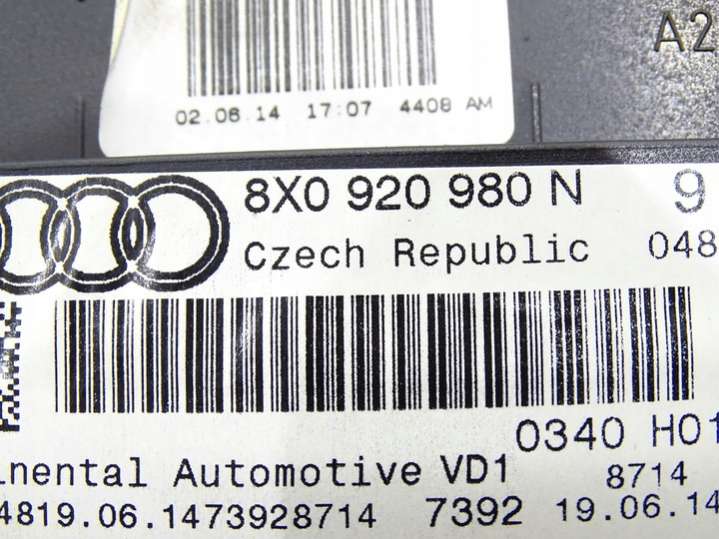 A2
02.06.14 17:07 4408 AM
8X0 920 980 N 9
Czech Republic 048
0340 H01
Automotive VD1 8714
4819.06.1473928714 7392 19.06.14